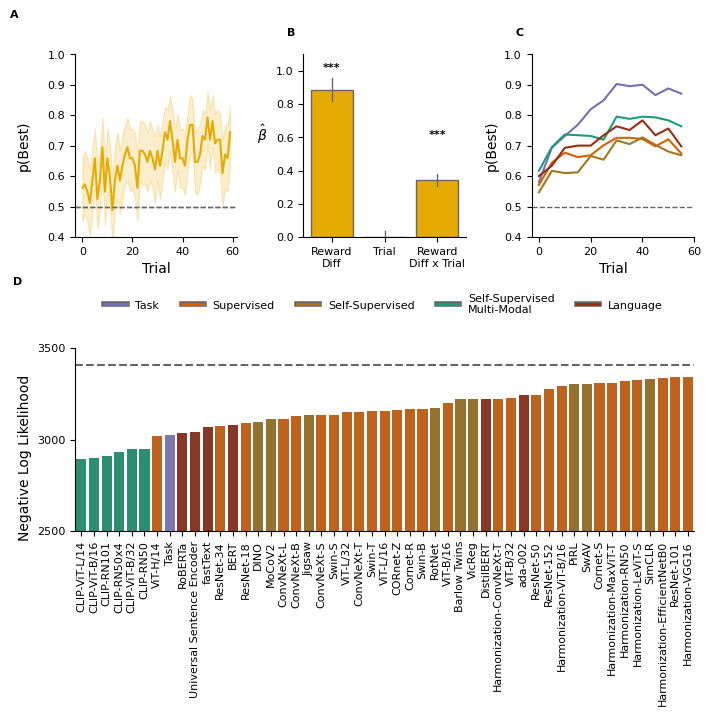 A
B
C
1.0
0.9
0.8
0.7
0.6
0.5
0.4
p(Best)
0
20
40
60
Trial
1.0
0.8
0.6
0.4
0.2
0.0
β̂
***
***
Reward
Diff
Trial
Reward
Diff x Trial
1.0
0.9
0.8
0.7
0.6
0.5
0.4
p(Best)
0
20
40
60
Trial
D
Task
Supervised
Self-Supervised
Self-Supervised
Multi-Modal
Language
3500
3000
2500
Negative Log Likelihood
CLIP-ViT-L/14
CLIP-ViT-B/16
CLIP-RN101
CLIP-RN50x4
CLIP-ViT-B/32
CLIP-RN50
ViT-H/14
Task
RoBERTa
Universal Sentence Encoder
fastText
ResNet-34
BERT
ResNet-18
DINO
MoCoV2
ConvNeXt-L
ConvNeXt-B
Jigsaw
ConvNeXt-S
Swin-S
ViT-L/32
ConvNeXt-T
Swin-T
ViT-L/16
CORnet-Z
Cornet-R
Swin-B
RotNet
ViT-B/16
Barlow Twins
VicReg
DistilBERT
Harmonization-ConvNeXt-T
ViT-B/32
ada-002
ResNet-50
ResNet-152
Harmonization-ViT-B/16
PiRL
SwAV
Cornet-S
Harmonization-MaxViT-T
Harmonization-RN50
Harmonization-LeViT-S
SimCLR
Harmonization-EfficientNetB0
ResNet-101
Harmonization-VGG16